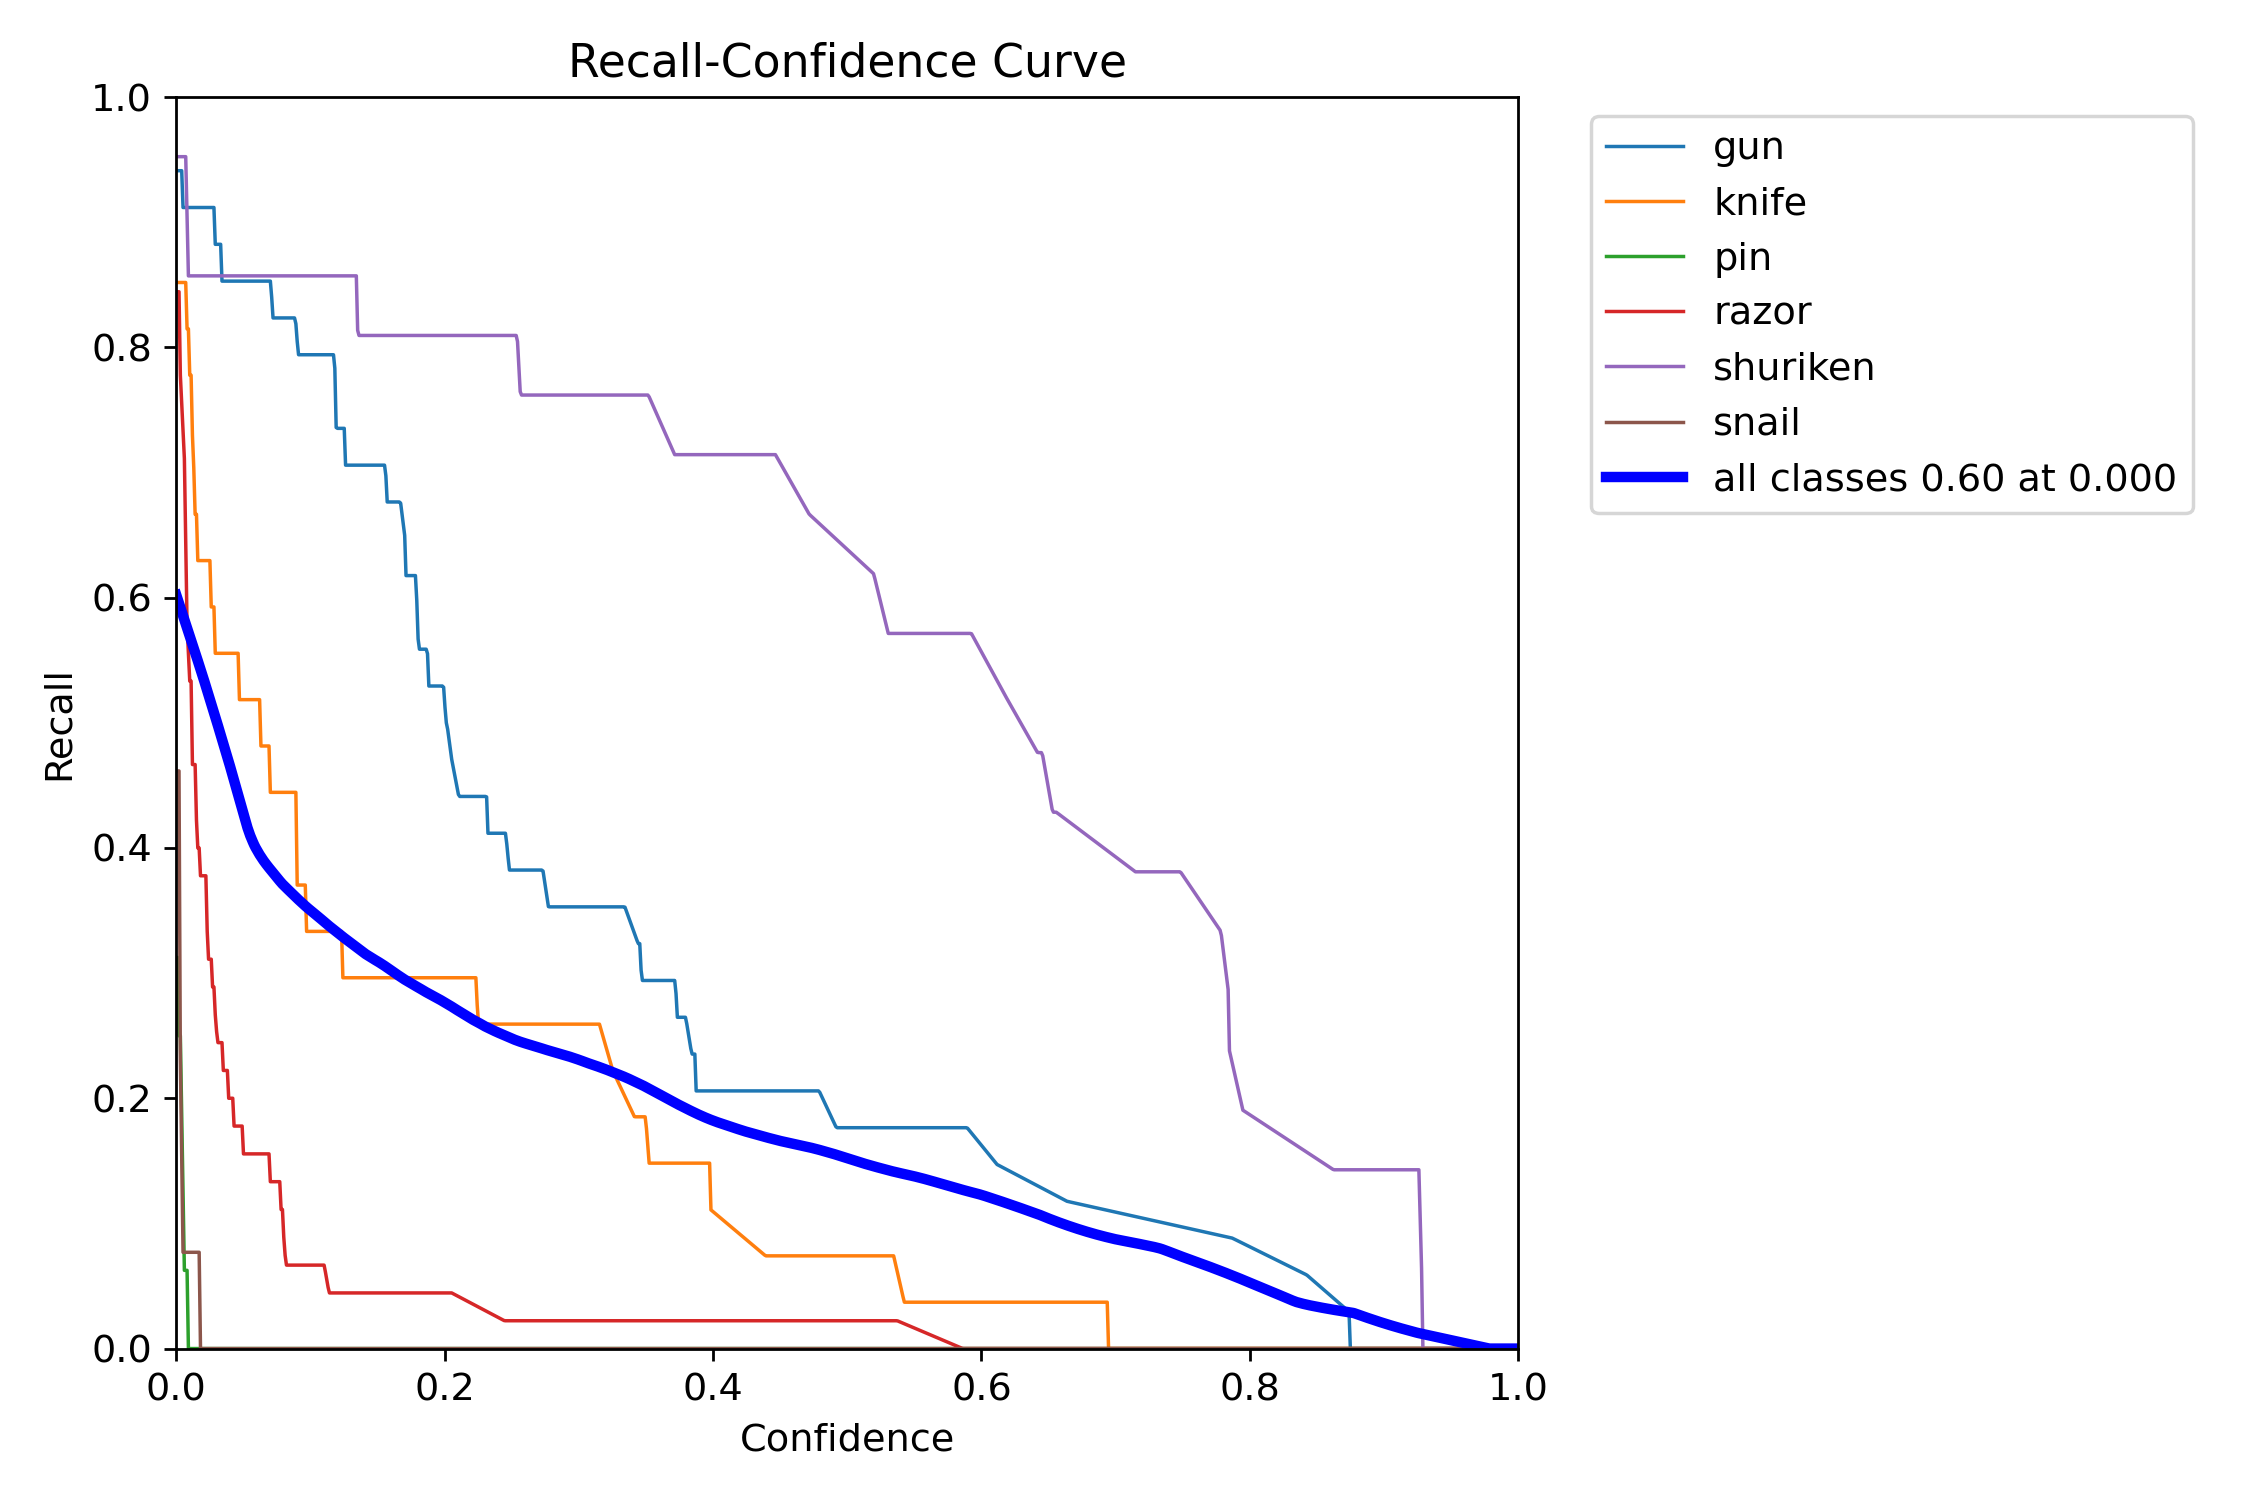 Recall-Confidence Curve
1.0
0.8
0.6
0.4
0.2
0.0
Recall
0.0 0.2 0.4 0.6 0.8 1.0
Confidence
gun
knife
pin
razor
shuriken
snail
all classes 0.60 at 0.000